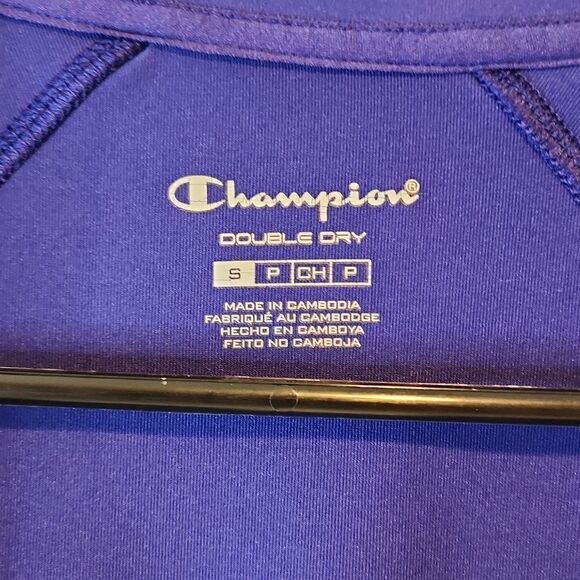 Champion®
DOUBLE DRY
S P CH P
MADE IN CAMBODIA
FABRIQUÉ AU CAMBODGE
HECHO EN CAMBOYA
FEITO NO CAMBOJA